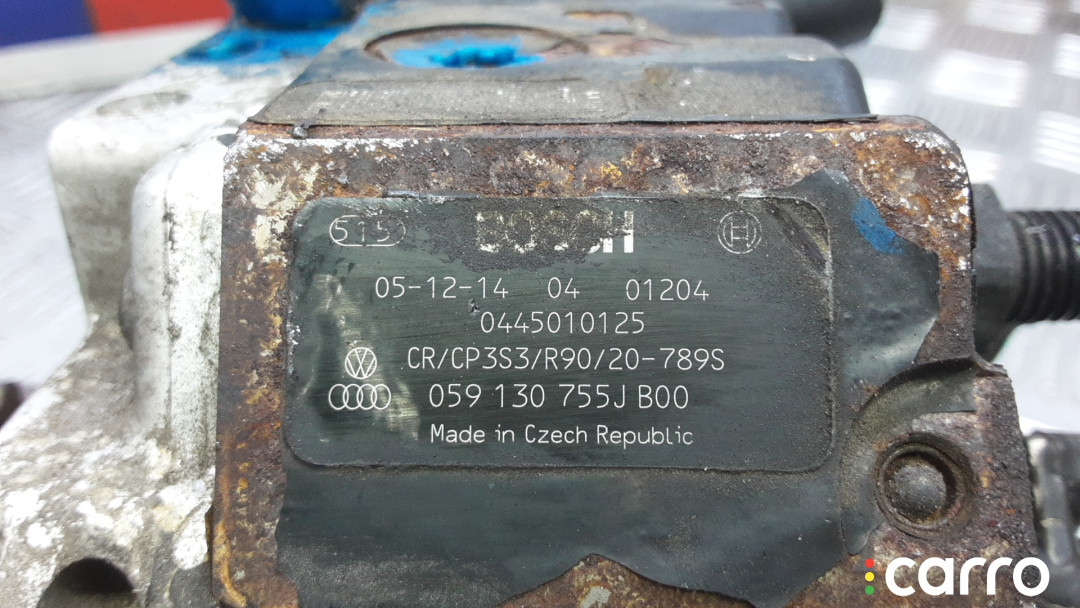 515
BOSCH
05-12-14 04 01204
0445010125
CR/CP3S3/R90/20-789S
059 130 755J B00
Made in Czech Republic
carro